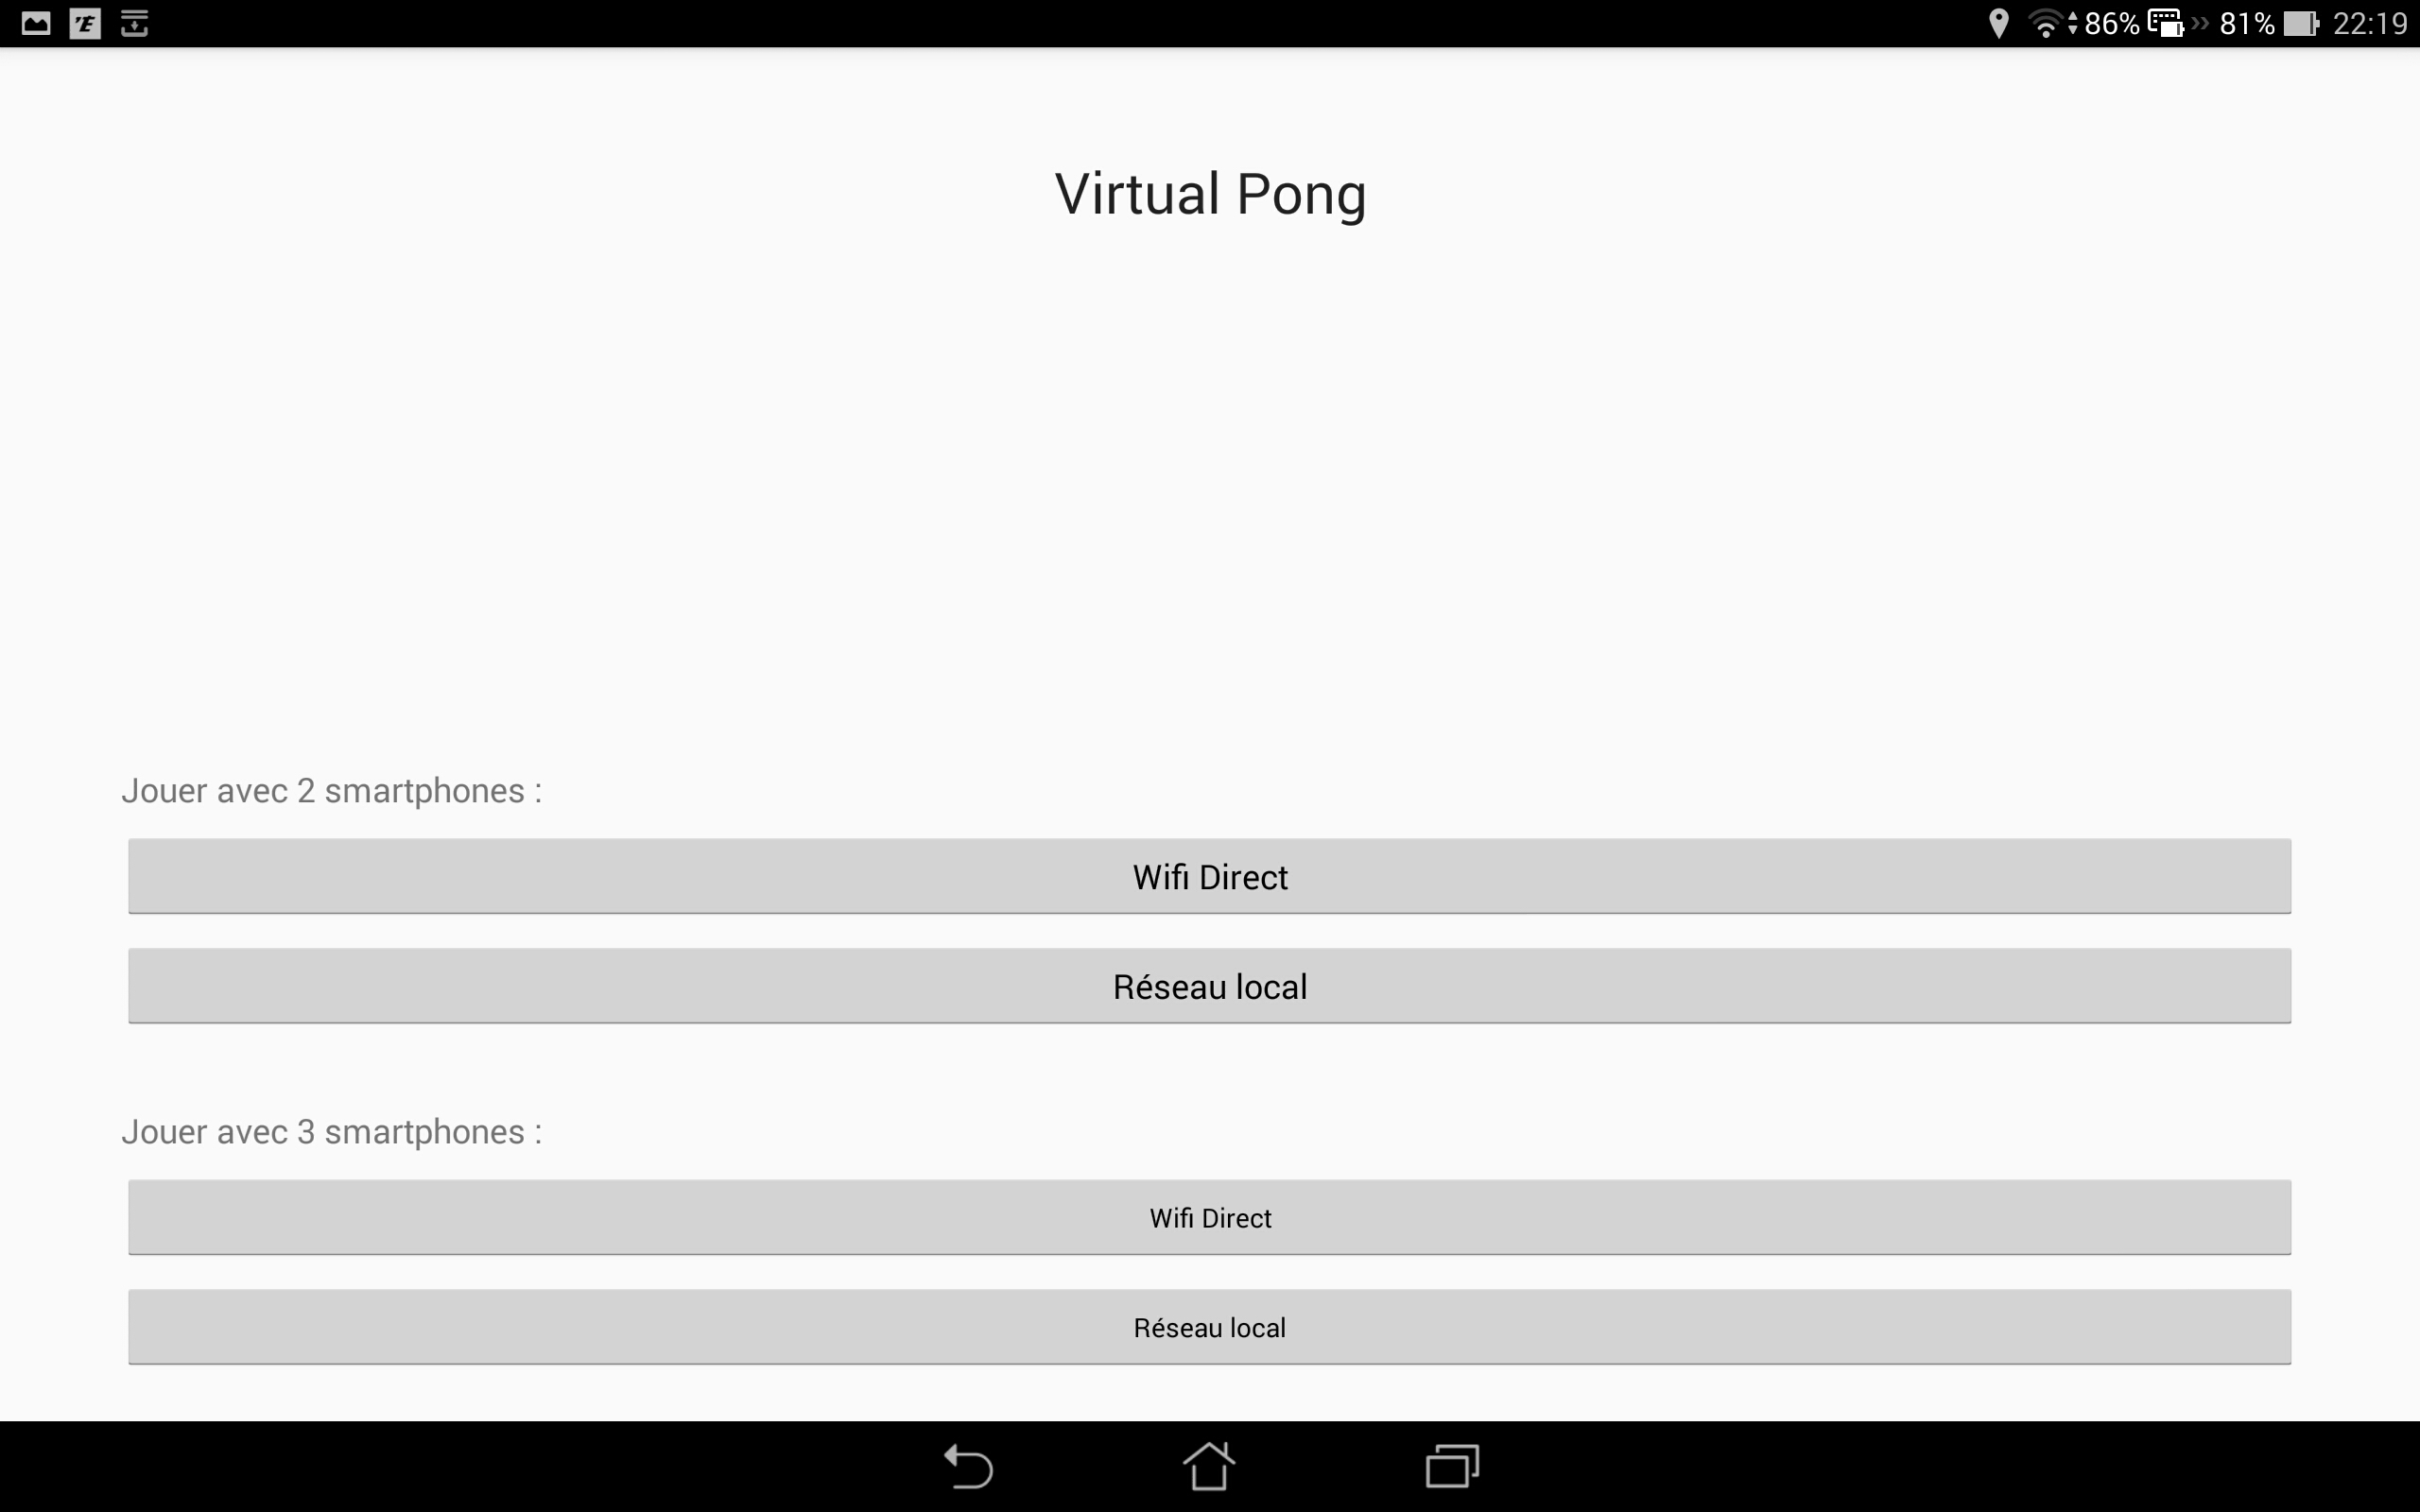 86% 81% 22:19
Virtual Pong
Jouer avec 2 smartphones :
Wifi Direct
Réseau local
Jouer avec 3 smartphones :
Wifi Direct
Réseau local